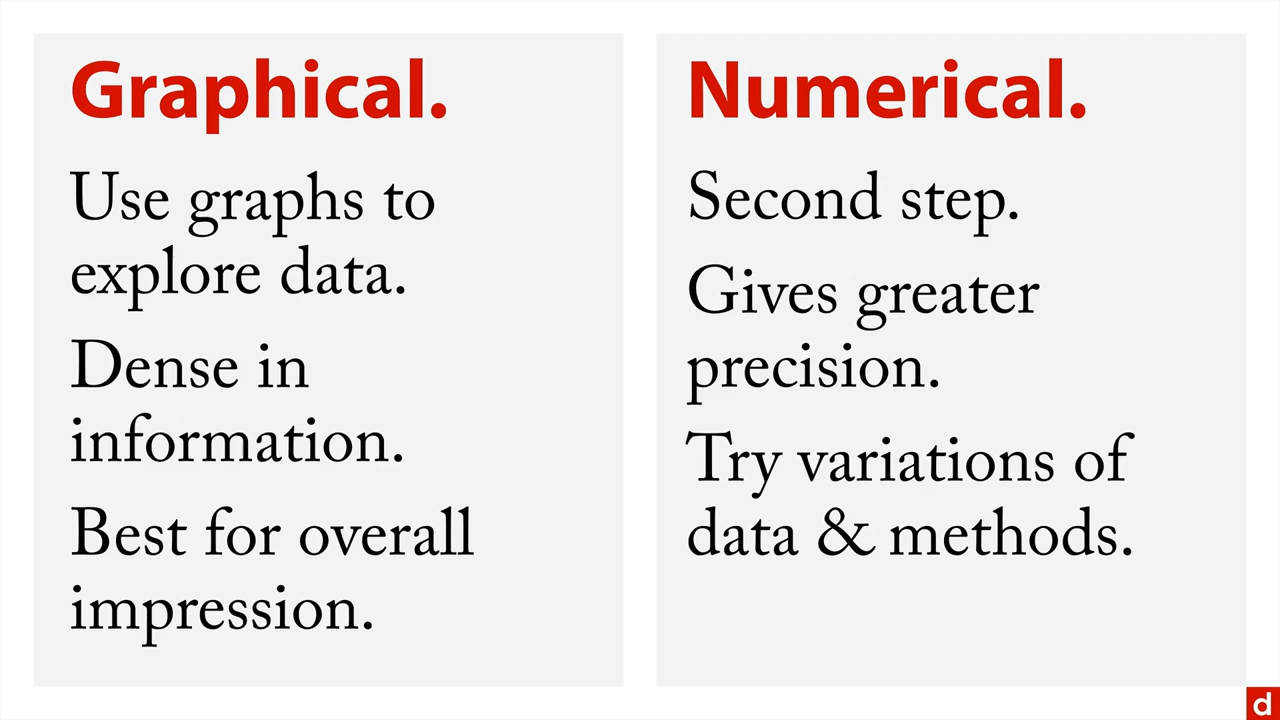 Graphical.
Use graphs to
explore data.
Dense in
information.
Best for overall
impression.
Numerical.
Second step.
Gives greater
precision.
Try variations of
data & methods.
d